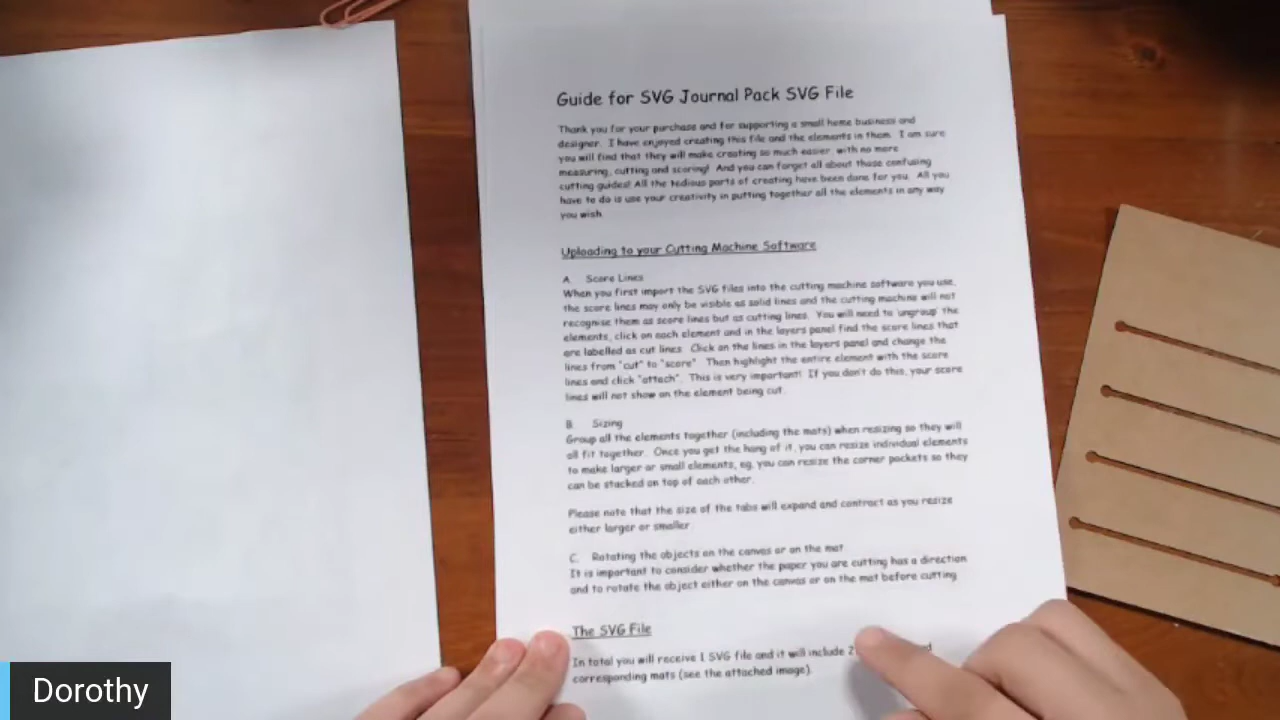 Guide for SVG Journal Pack SVG File
Thank you for your purchase and for supporting a small home business and
designer. I have enjoyed creating this file and the elements in them. I am sure
you will find that they will make creating so much easier with no more
measuring, cutting and scoring! And you can forget all about those confusing
cutting guides! All the tedious parts of creating have been done for you. All you
have to do is use your creativity in putting together all the elements in any way
you wish.
Uploading to your Cutting Machine Software
A. Score Lines
When you first import the SVG files into the cutting machine software you use,
the score lines may only be visible as solid lines and the cutting machine will not
recognise them as score lines but as cutting lines. You will need to 'ungroup' the
elements, click on each element and in the layers panel find the score lines that
are labelled as cut lines. Click on the lines in the layers panel and change the
lines from "cut" to "score". Then highlight the entire element with the score
lines and click "attach". This is very important! If you don't do this, your score
lines will not show on the element being cut.
B. Sizing
Group all the elements together (including the mats) when resizing so they will
all fit together. Once you get the hang of it, you can resize individual elements
to make larger or small elements, eg, you can resize the corner pockets so they
can be stacked on top of each other.
Please note that the size of the tabs will expand and contract as you resize
either larger or smaller.
C. Rotating the objects on the canvas or on the mat
It is important to consider whether the paper you are cutting has a direction
and to rotate the object either on the canvas or on the mat before cutting
The SVG File
In total you will receive 1 SVG file and it will include
corresponding mats (see the attached image).
Dorothy